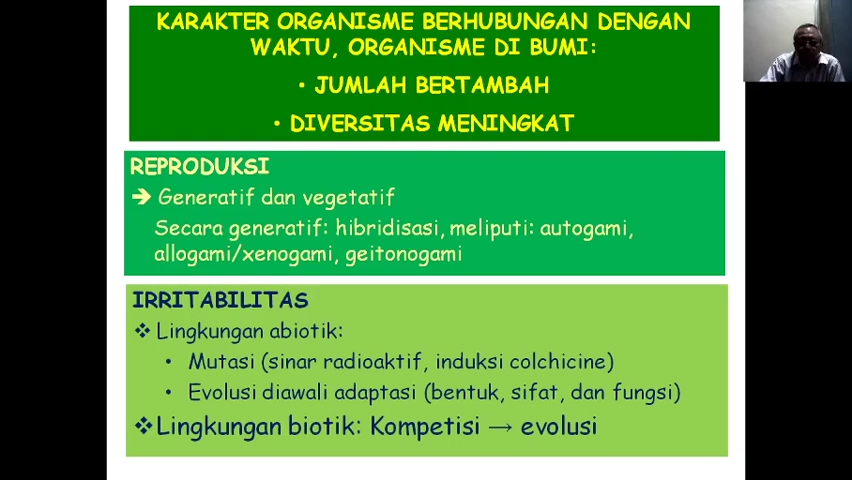 KARAKTER ORGANISME BERHUBUNGAN DENGAN
WAKTU, ORGANISME DI BUMI:
• JUMLAH BERTAMBAH
• DIVERSITAS MENINGKAT
REPRODUKSI
➔ Generatif dan vegetatif
Secara generatif: hibridisasi, meliputi: autogami,
allogami/xenogami, geitonogami
IRRITABILITAS
❖ Lingkungan abiotik:
• Mutasi (sinar radioaktif, induksi colchicine)
• Evolusi diawali adaptasi (bentuk, sifat, dan fungsi)
❖Lingkungan biotik: Kompetisi → evolusi